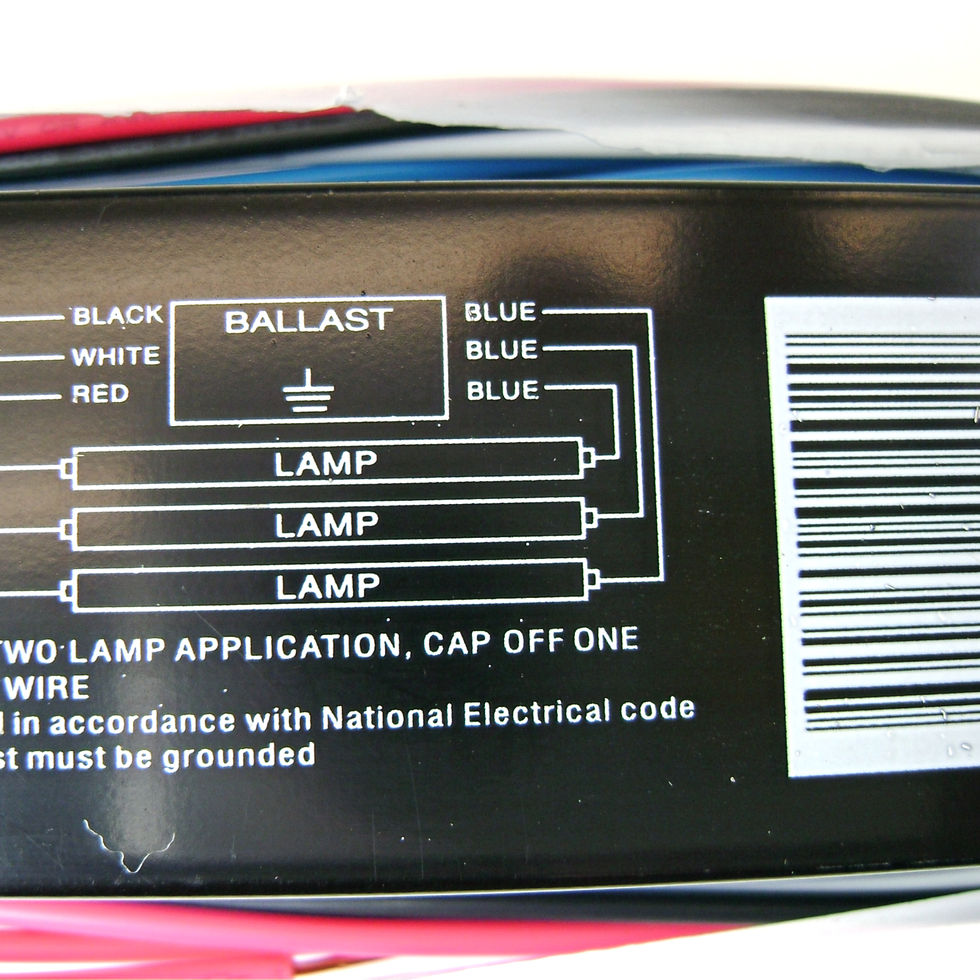 BLACK
BALLAST
BLUE
WHITE
BLUE
RED
BLUE
LAMP
LAMP
LAMP
TWO LAMP APPLICATION, CAP OFF ONE
WIRE
in accordance with National Electrical code
must be grounded